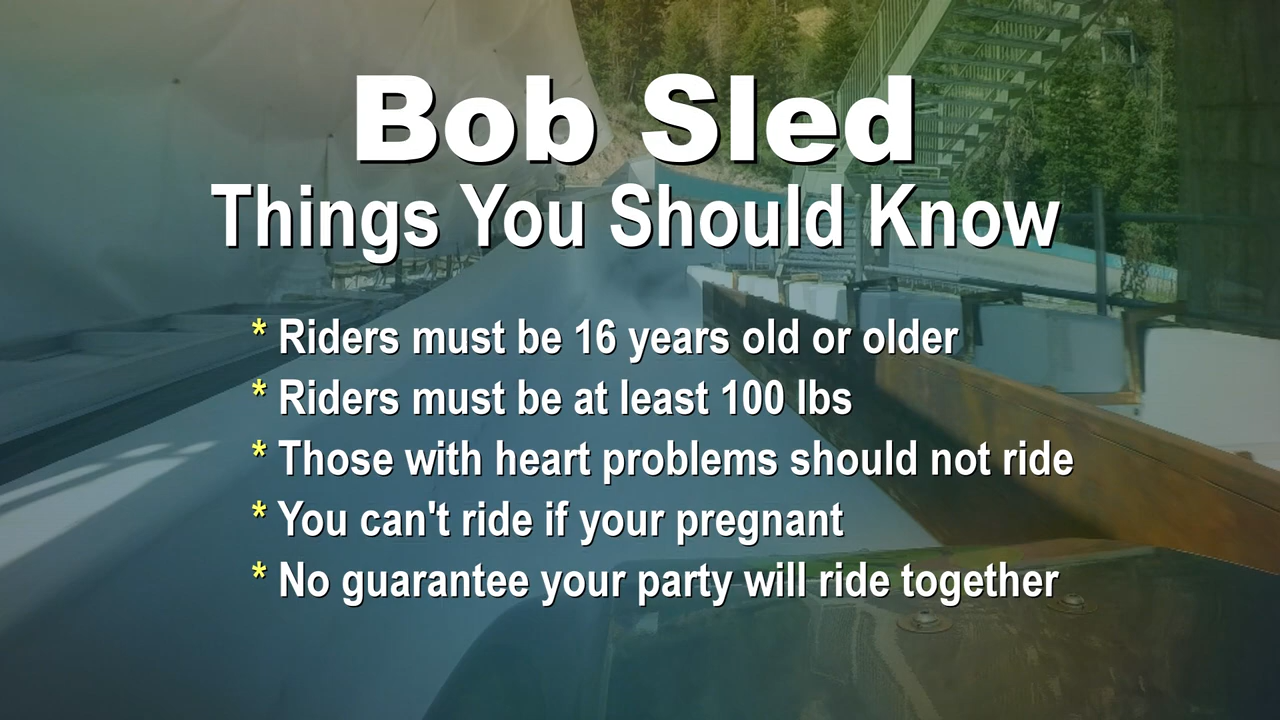 Bob Sled
Things You Should Know
* Riders must be 16 years old or older
* Riders must be at least 100 lbs
* Those with heart problems should not ride
* You can't ride if your pregnant
* No guarantee your party will ride together